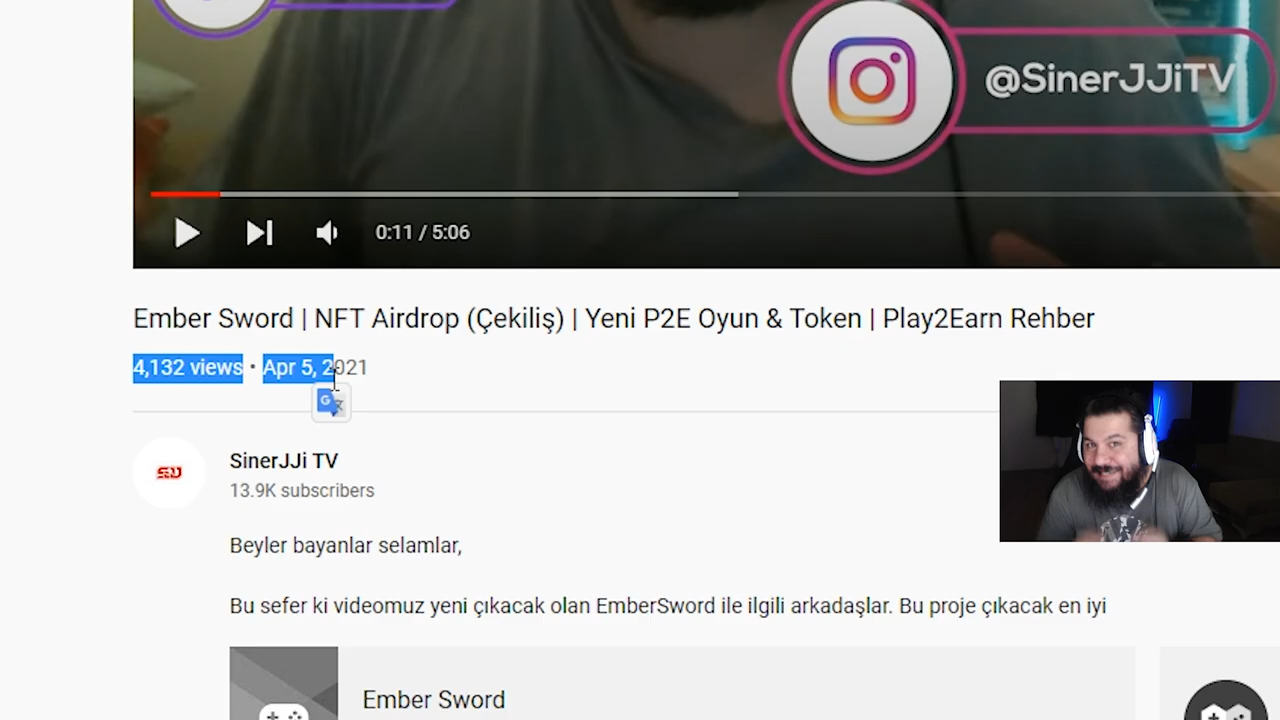 @SinerJJiTV
0:11 / 5:06
Ember Sword | NFT Airdrop (Çekiliş) | Yeni P2E Oyun & Token | Play2Earn Rehber
4,132 views • Apr 5, 2021
SinerJJi TV
13.9K subscribers
Beyler bayanlar selamlar,
Bu sefer ki videomuz yeni çıkacak olan EmberSword ile ilgili arkadaşlar. Bu proje çıkacak en iyi
Ember Sword